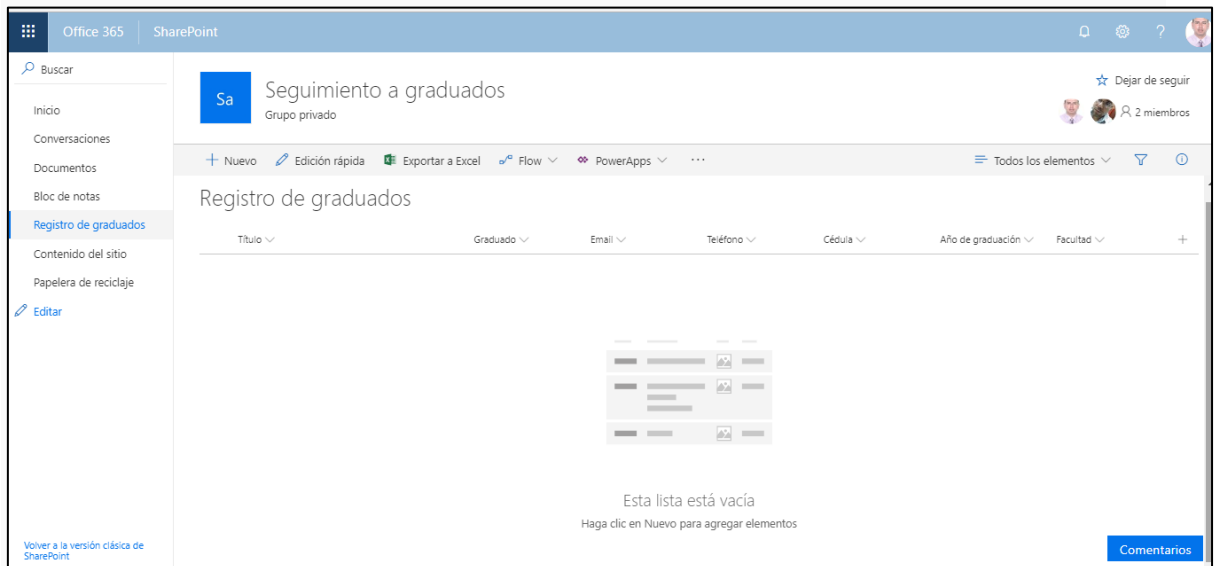 Office 365 SharePoint ?
Buscar
Inicio
Conversaciones
Documentos
Bloc de notas
Registro de graduados
Contenido del sitio
Papelera de reciclaje
Editar
Volver a la versión clásica de
SharePoint
Sa
Seguimiento a graduados
Grupo privado
Dejar de seguir
2 miembros
Nuevo Edición rápida Exportar a Excel Flow PowerApps ... Todos los elementos
Registro de graduados
Título Graduado Email Teléfono Cédula Año de graduación Facultad
Esta lista está vacía
Haga clic en Nuevo para agregar elementos
Comentarios